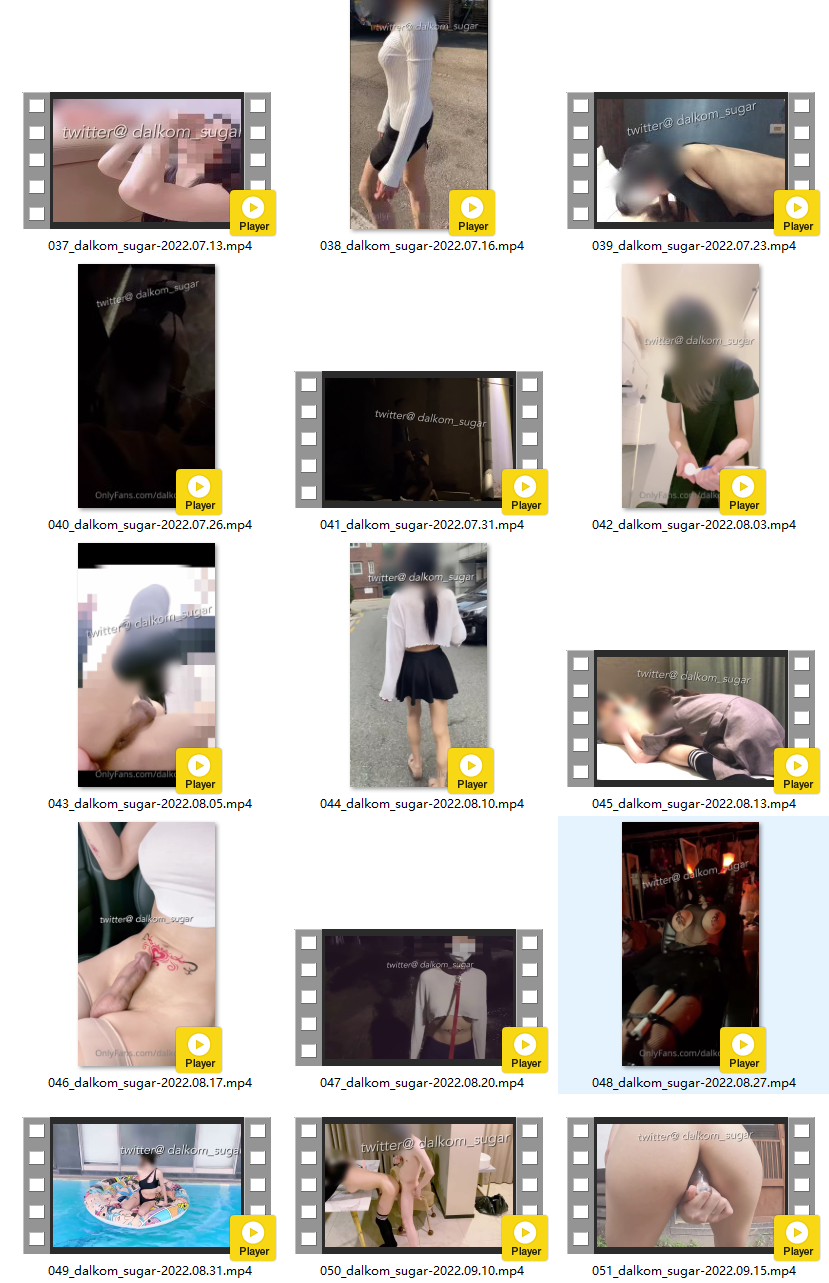 twitter@ dalkom_sugar
twitter@ dalkom_sugar
twitter@ dalkom_sugar
Player
Player
Player
037_dalkom_sugar-2022.07.13.mp4
038_dalkom_sugar-2022.07.16.mp4
039_dalkom_sugar-2022.07.23.mp4
twitter@ dalkom_sugar
twitter@ dalkom_sugar
twitter@ dalkom_sugar
OnlyFans.com/dalko
OnlyFans.com/dalko
Player
Player
Player
040_dalkom_sugar-2022.07.26.mp4
041_dalkom_sugar-2022.07.31.mp4
042_dalkom_sugar-2022.08.03.mp4
twitter@ dalkom_sugar
twitter@ dalkom_sugar
twitter@ dalkom_sugar
OnlyFans.com/dalko
Player
Player
Player
043_dalkom_sugar-2022.08.05.mp4
044_dalkom_sugar-2022.08.10.mp4
045_dalkom_sugar-2022.08.13.mp4
twitter@ dalkom_sugar
twitter@ dalkom_sugar
twitter@ dalkom_sugar
OnlyFans.com/dalko
OnlyFans.com/dalko
Player
Player
Player
046_dalkom_sugar-2022.08.17.mp4
047_dalkom_sugar-2022.08.20.mp4
048_dalkom_sugar-2022.08.27.mp4
twitter@ dalkom_sugar
twitter@ dalkom_sugar
twitter@ dalkom_sugar
Player
Player
Player
049_dalkom_sugar-2022.08.31.mp4
050_dalkom_sugar-2022.09.10.mp4
051_dalkom_sugar-2022.09.15.mp4